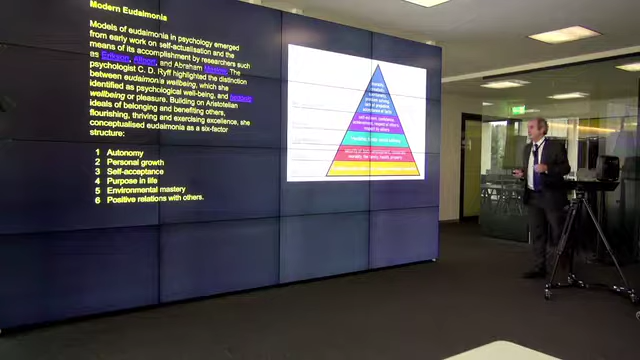 Modern Eudaimonia
Models of eudaimonia in psychology emerged
from early work on self-actualisation and the
means of its accomplishment by researchers such
as Erikson, Allport, and Abraham Maslow. The
psychologist C. D. Ryff highlighted the distinction
between eudaimonia wellbeing, which she
identified as psychological well-being, and hedonic
wellbeing or pleasure. Building on Aristotelian
ideals of belonging and benefiting others,
flourishing, thriving and exercising excellence, she
conceptualised eudaimonia as a six-factor
structure:
1 Autonomy
2 Personal growth
3 Self-acceptance
4 Purpose in life
5 Environmental mastery
6 Positive relations with others.